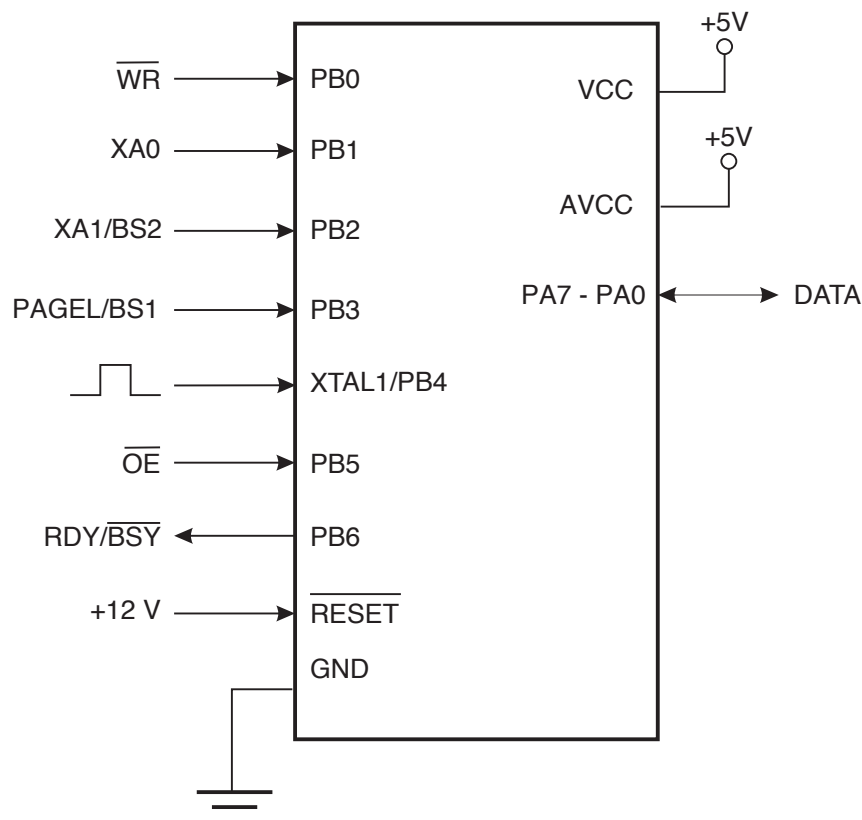 +5V
WR PB0 VCC
+5V
XA0 PB1
AVCC
XA1/BS2 PB2
PA7 - PA0 DATA
PAGEL/BS1 PB3
XTAL1/PB4
OE PB5
RDY/BSY PB6
+12 V RESET
GND